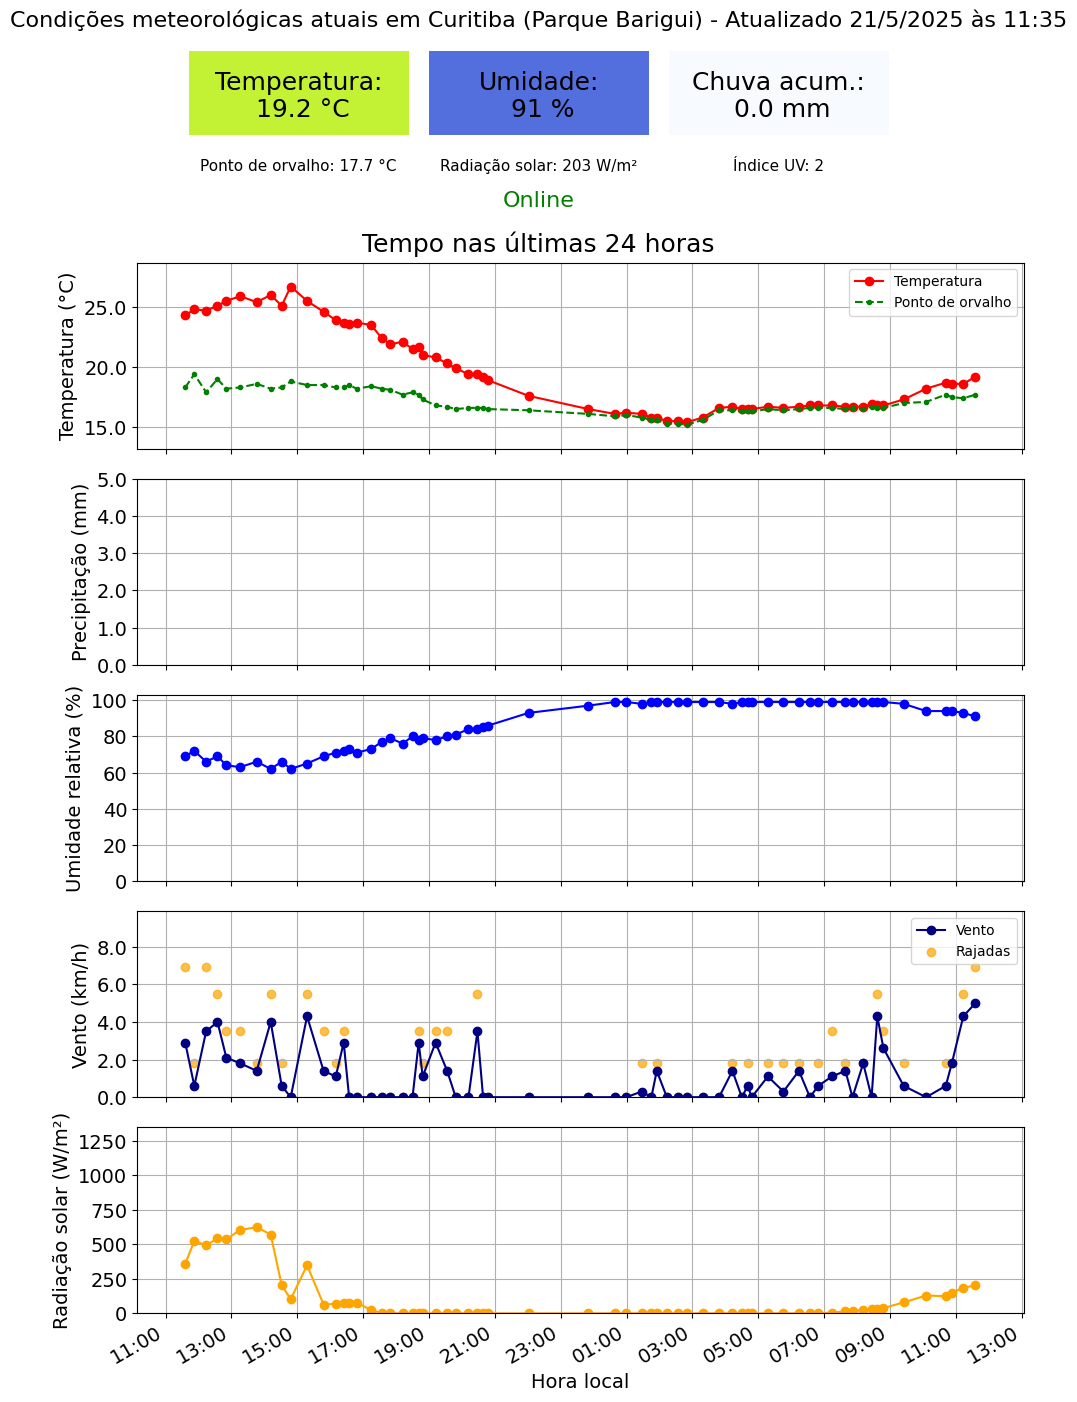 Condições meteorológicas atuais em Curitiba (Parque Barigui) - Atualizado 21/5/2025 às 11:35
Temperatura:
19.2 °C
Umidade:
91 %
Chuva acum.:
0.0 mm
Ponto de orvalho: 17.7 °C
Radiação solar: 203 W/m²
Índice UV: 2
Online
Tempo nas últimas 24 horas
Temperatura (°C)
25.0
20.0
15.0
Temperatura
Ponto de orvalho
Precipitação (mm)
5.0
4.0
3.0
2.0
1.0
0.0
Umidade relativa (%)
100
80
60
40
20
0
Vento (km/h)
8.0
6.0
4.0
2.0
0.0
Vento
Rajadas
Radiação solar (W/m²)
1250
1000
750
500
250
0
11:00
13:00
15:00
17:00
19:00
21:00
23:00
01:00
03:00
05:00
07:00
09:00
11:00
13:00
Hora local